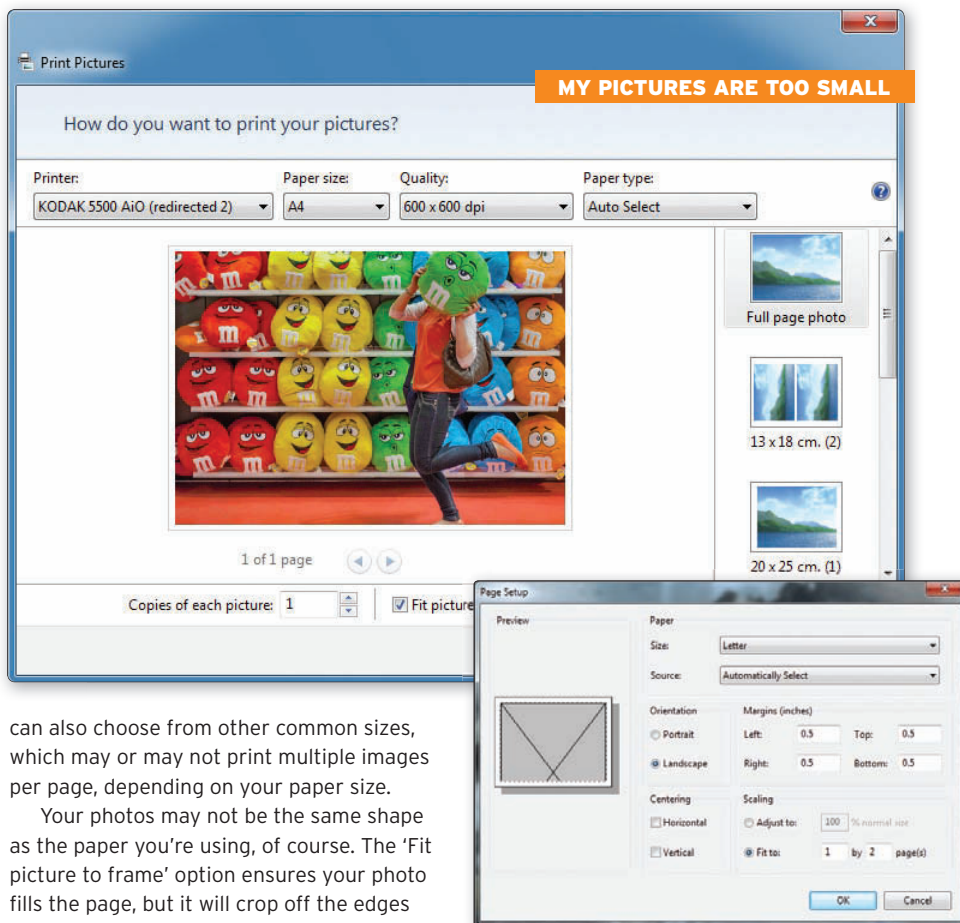 Print Pictures
MY PICTURES ARE TOO SMALL
How do you want to print your pictures?
Printer: Paper size: Quality: Paper type:
KODAK 5500 AiO (redirected 2) A4 600 x 600 dpi Auto Select
m m m m m
m m m
m m
m m m m
Full page photo
13 x 18 cm. (2)
20 x 25 cm. (1)
1 of 1 page
Copies of each picture: 1 Fit picture
Page Setup
Preview
Paper
Size: Letter
Source: Automatically Select
Orientation
Portrait
Landscape
Margins (inches)
Left: 0.5 Top: 0.5
Right: 0.5 Bottom: 0.5
Centering
Horizontal
Vertical
Scaling
Adjust to: 100 % normal size
Fit to: 1 by 2 page(s)
OK Cancel
can also choose from other common sizes,
which may or may not print multiple images
per page, depending on your paper size.
Your photos may not be the same shape
as the paper you're using, of course. The 'Fit
picture to frame' option ensures your photo
fills the page, but it will crop off the edges